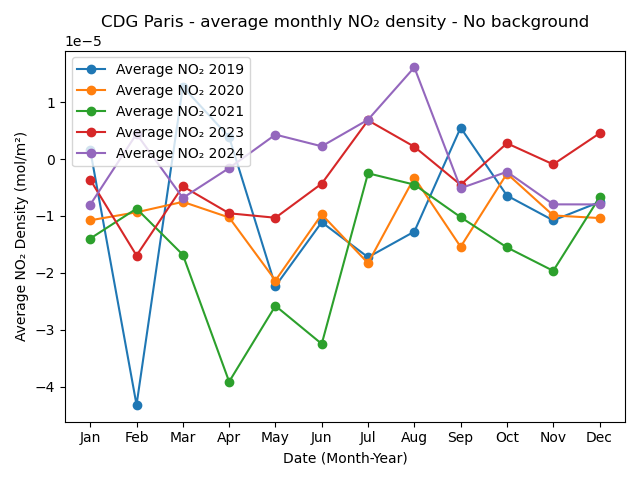 CDG Paris - average monthly NO₂ density - No background
1e−5
Average NO₂ 2019
Average NO₂ 2020
Average NO₂ 2021
Average NO₂ 2023
Average NO₂ 2024
1
0
−1
−2
−3
−4
Average NO₂ Density (mol/m²)
Jan Feb Mar Apr May Jun Jul Aug Sep Oct Nov Dec
Date (Month-Year)